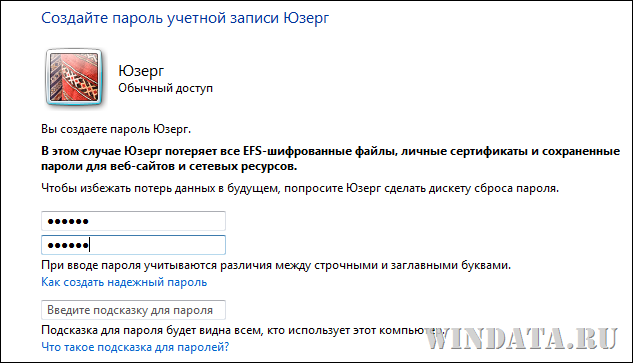 Создайте пароль учетной записи Юзерг
Юзерг
Обычный доступ
Вы создаете пароль Юзерг.
В этом случае Юзерг потеряет все EFS-шифрованные файлы, личные сертификаты и сохраненные
пароли для веб-сайтов и сетевых ресурсов.
Чтобы избежать потерь данных в будущем, попросите Юзерг сделать дискету сброса пароля.
••••••
••••••
При вводе пароля учитываются различия между строчными и заглавными буквами.
Как создать надежный пароль
Введите подсказку для пароля
Подсказка для пароля будет видна всем, кто использует этот компьютер.
Что такое подсказка для паролей?
WINDATA.RU